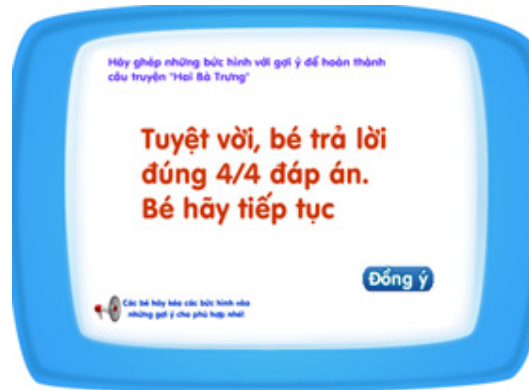 Hãy ghép những bức hình với gợi ý để hoàn thành
câu truyện "Hai Bà Trưng"
Tuyệt vời, bé trả lời
đúng 4/4 đáp án.
Bé hãy tiếp tục
Đồng ý
Các bé hãy kéo các bức hình vào
những gợi ý cho phù hợp nhé!